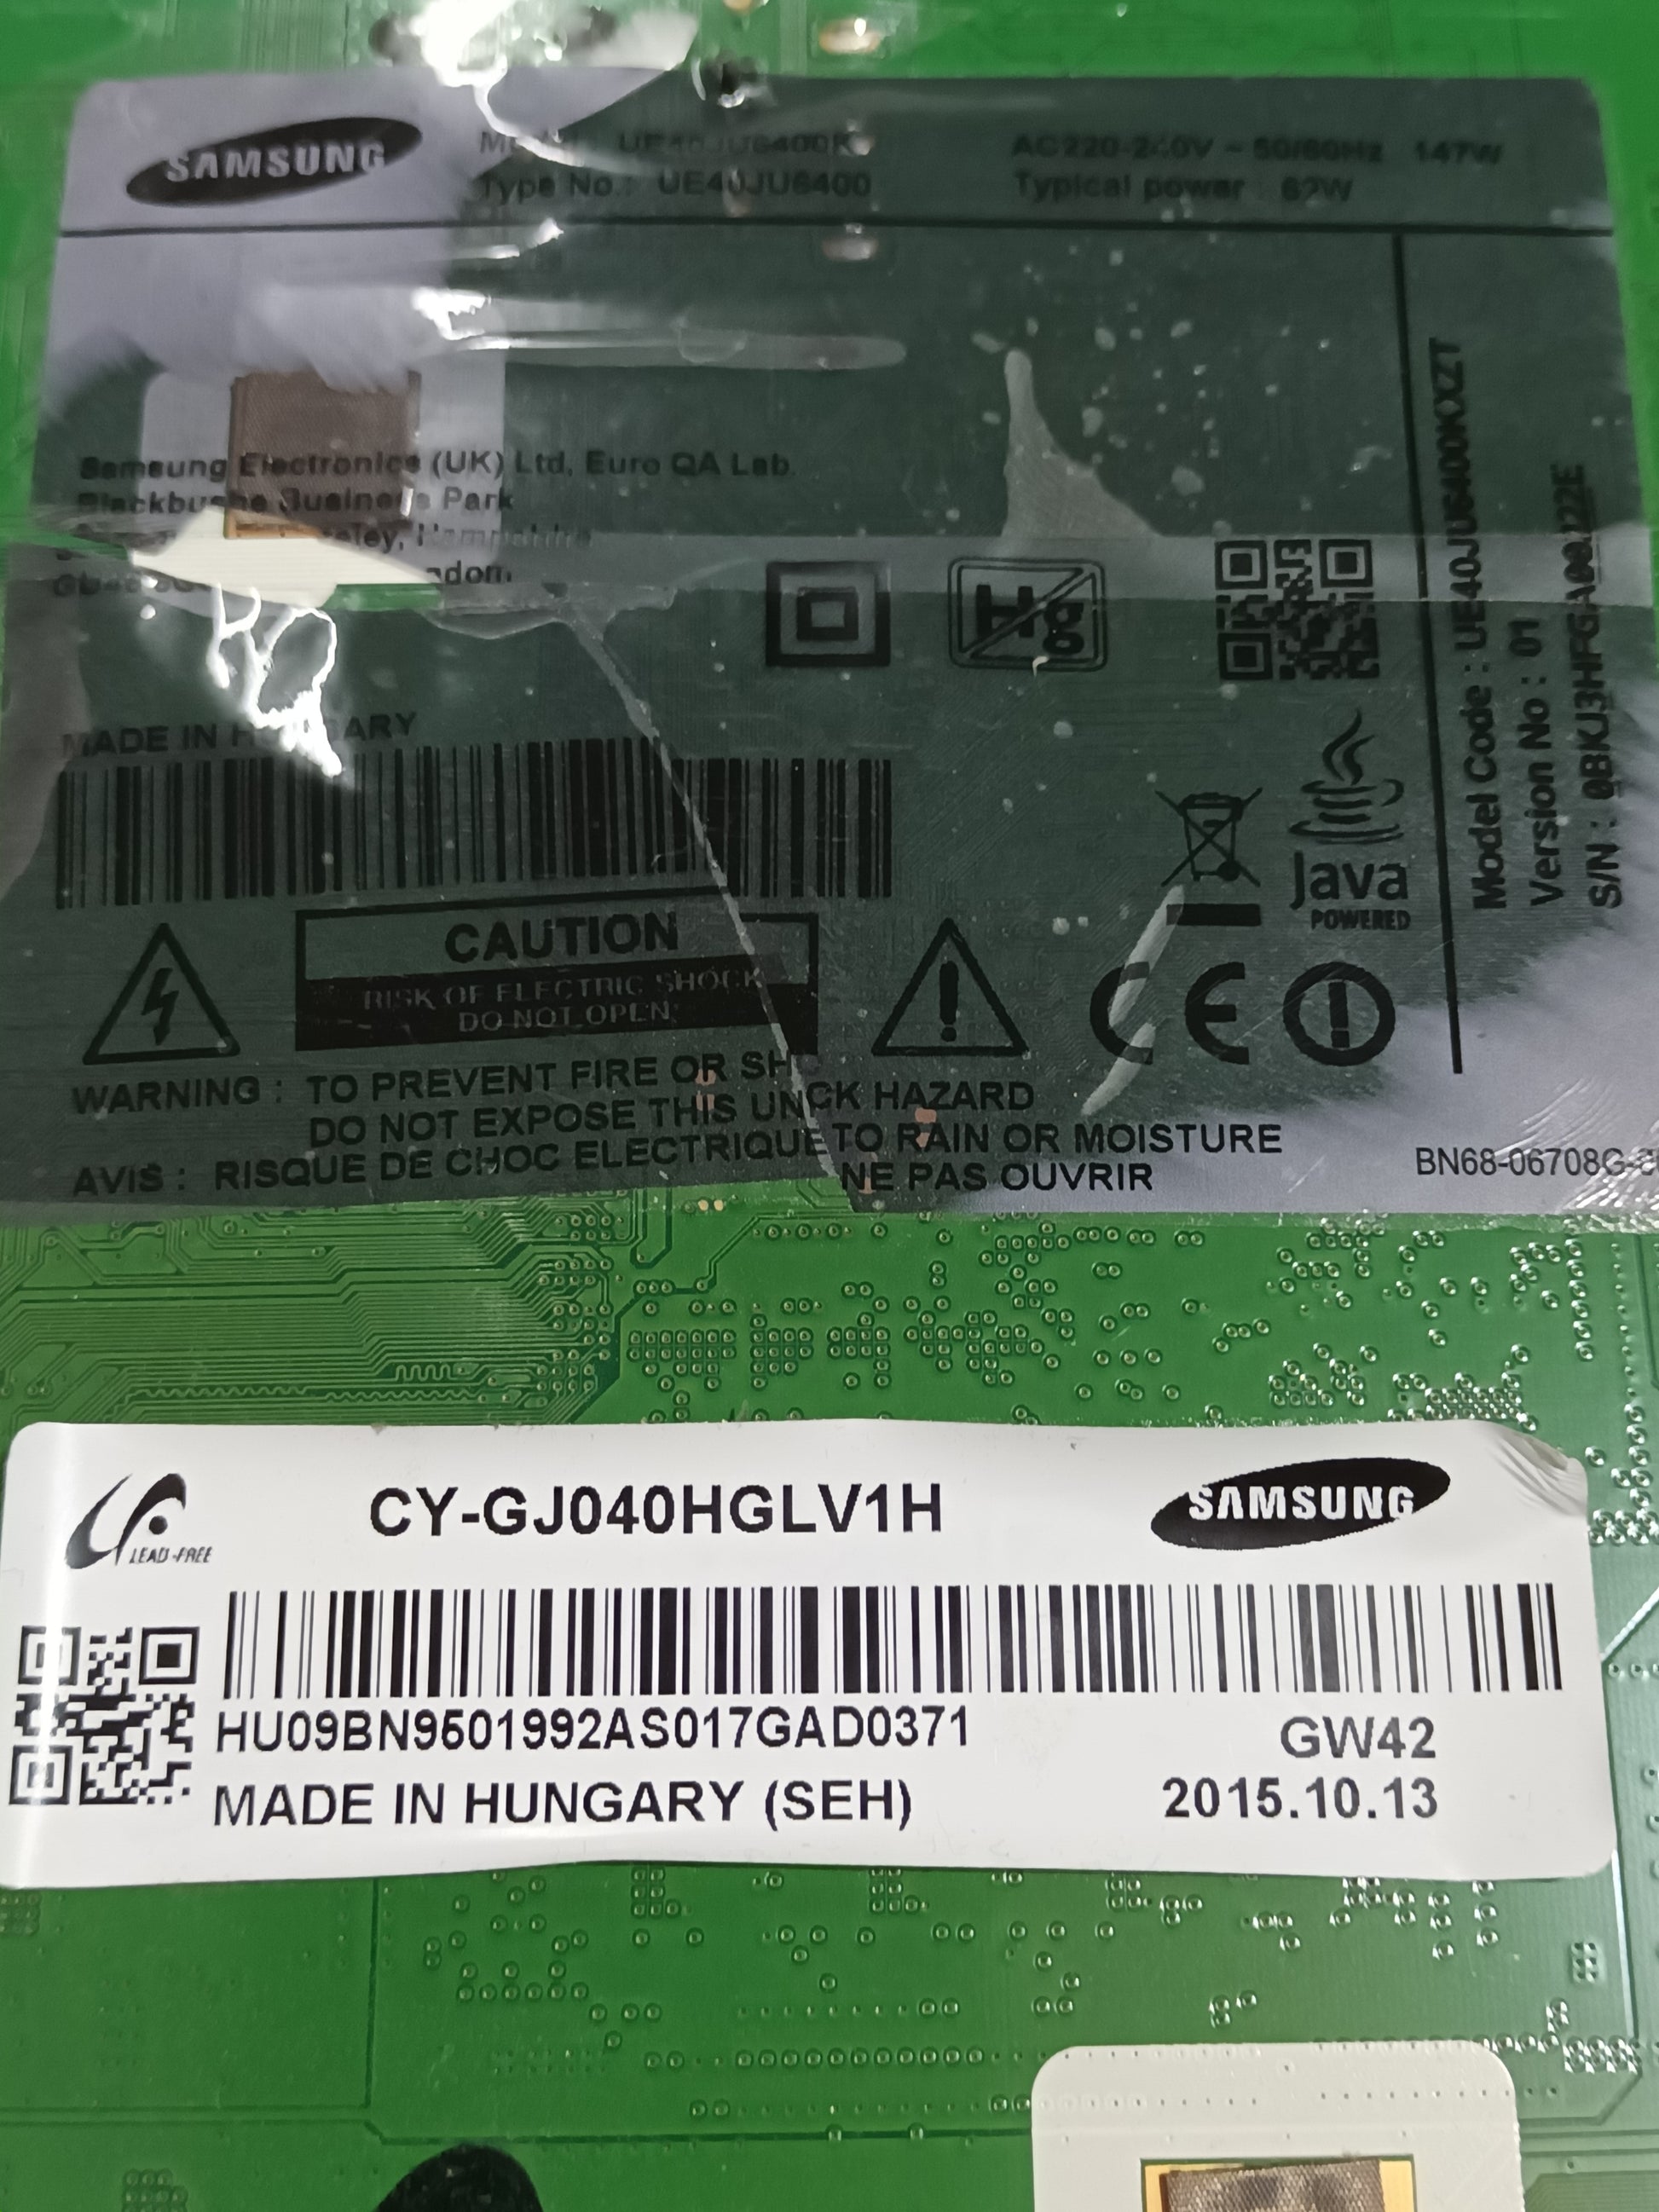 SAMSUNG
UE40JU6400K
AC220-240V ~ 50/60Hz 147W
Type No.: UE40JU6400
Typical power : 62W
Samsung Electronics (UK) Ltd, Euro QA Lab.
Blackbushe Business Park
Hg
MADE IN HUNGARY
Java
POWERED
CAUTION
RISK OF ELECTRIC SHOCK
DO NOT OPEN
CE
WARNING : TO PREVENT FIRE OR SH CK HAZARD
DO NOT EXPOSE THIS UN TO RAIN OR MOISTURE
AVIS : RISQUE DE CHOC ELECTRIQUE NE PAS OUVRIR
Model Code : UE40JU6400KXZT
Version No : 01
S/N :
BN68-06708G
LEAD-FREE
CY-GJ040HGLV1H
SAMSUNG
HU09BN9501992AS017GAD0371
GW42
MADE IN HUNGARY (SEH)
2015.10.13